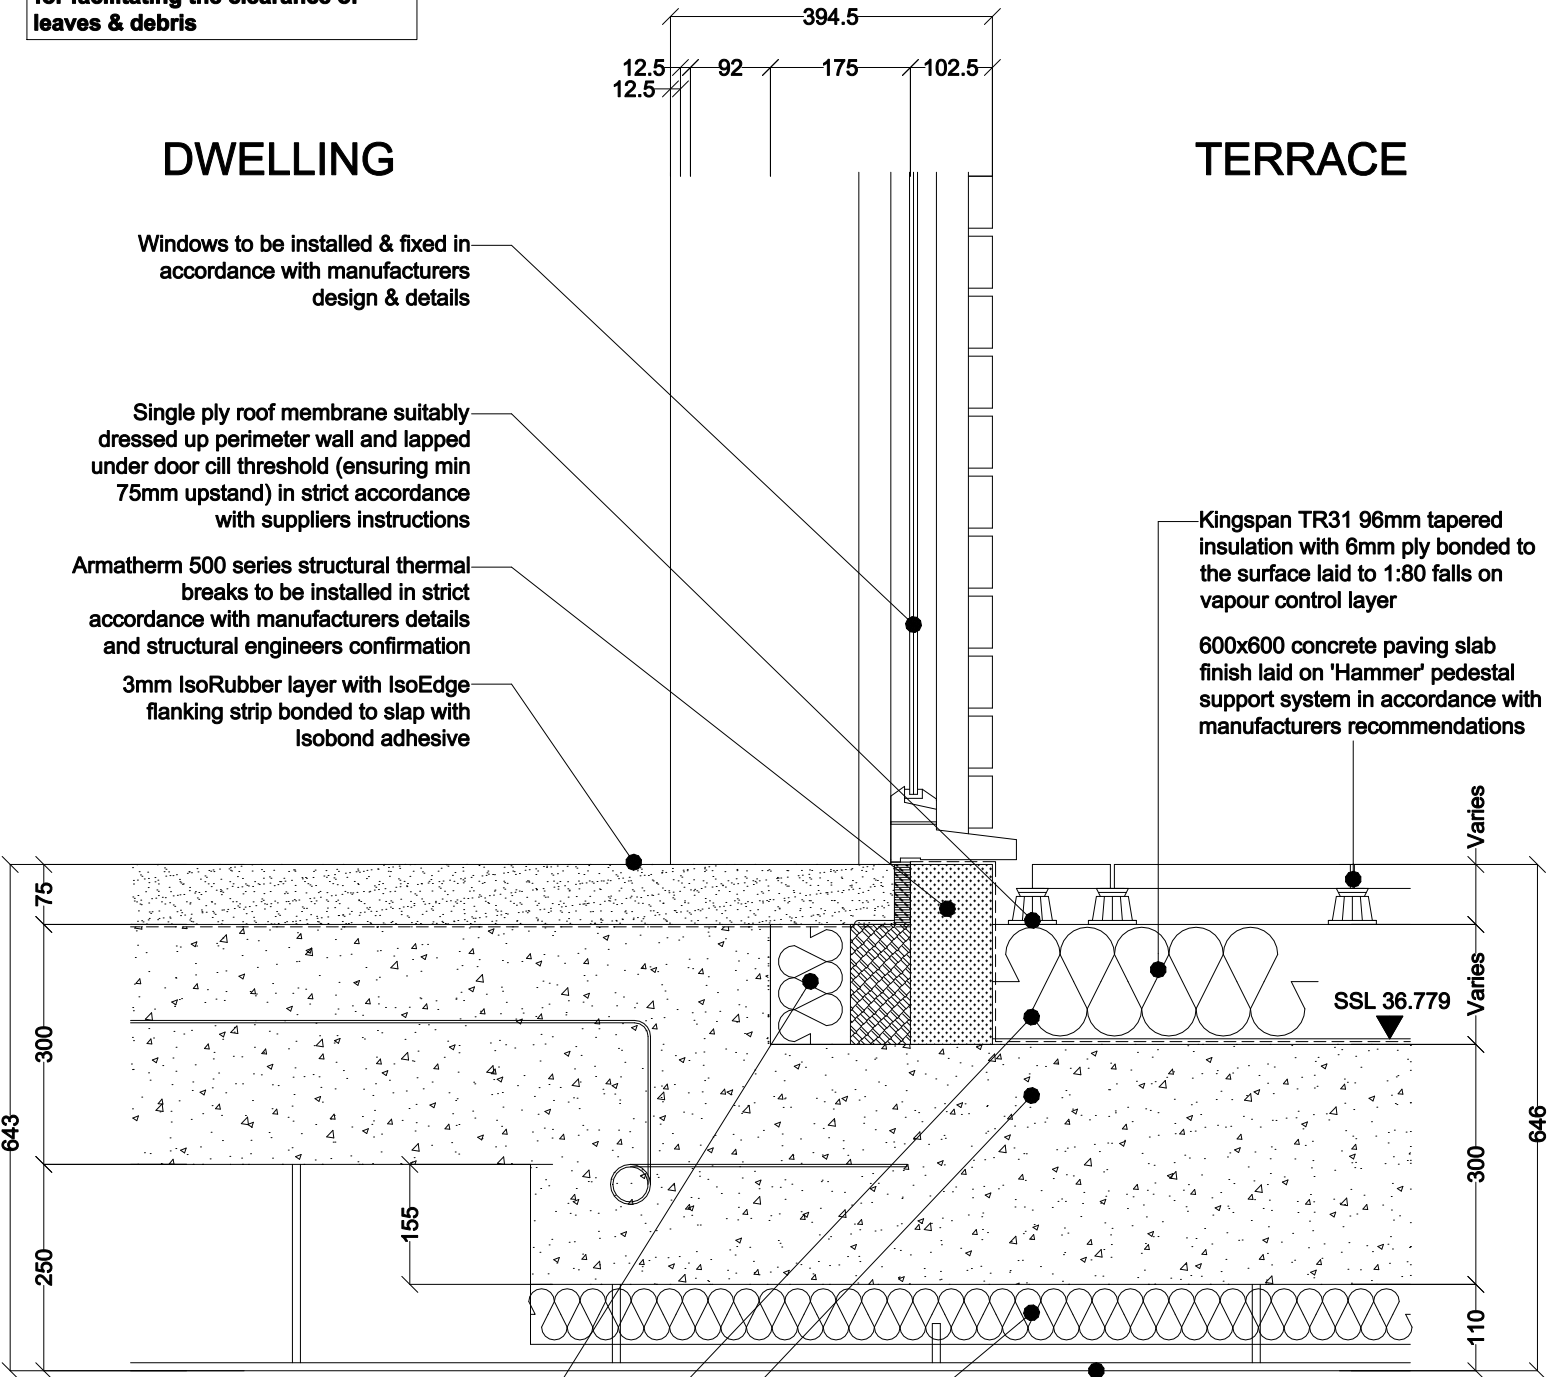 leaves & debris
394.5
12.5
92
175
102.5
12.5
DWELLING
TERRACE
Windows to be installed & fixed in
accordance with manufacturers
design & details
Single ply roof membrane suitably
dressed up perimeter wall and lapped
under door cill threshold (ensuring min
75mm upstand) in strict accordance
with suppliers instructions
Armatherm 500 series structural thermal
breaks to be installed in strict
accordance with manufacturers details
and structural engineers confirmation
3mm IsoRubber layer with IsoEdge
flanking strip bonded to slap with
Isobond adhesive
Kingspan TR31 96mm tapered
insulation with 6mm ply bonded to
the surface laid to 1:80 falls on
vapour control layer
600x600 concrete paving slab
finish laid on 'Hammer' pedestal
support system in accordance with
manufacturers recommendations
Varies
75
Varies
SSL 36.779
300
643
646
300
155
250
110